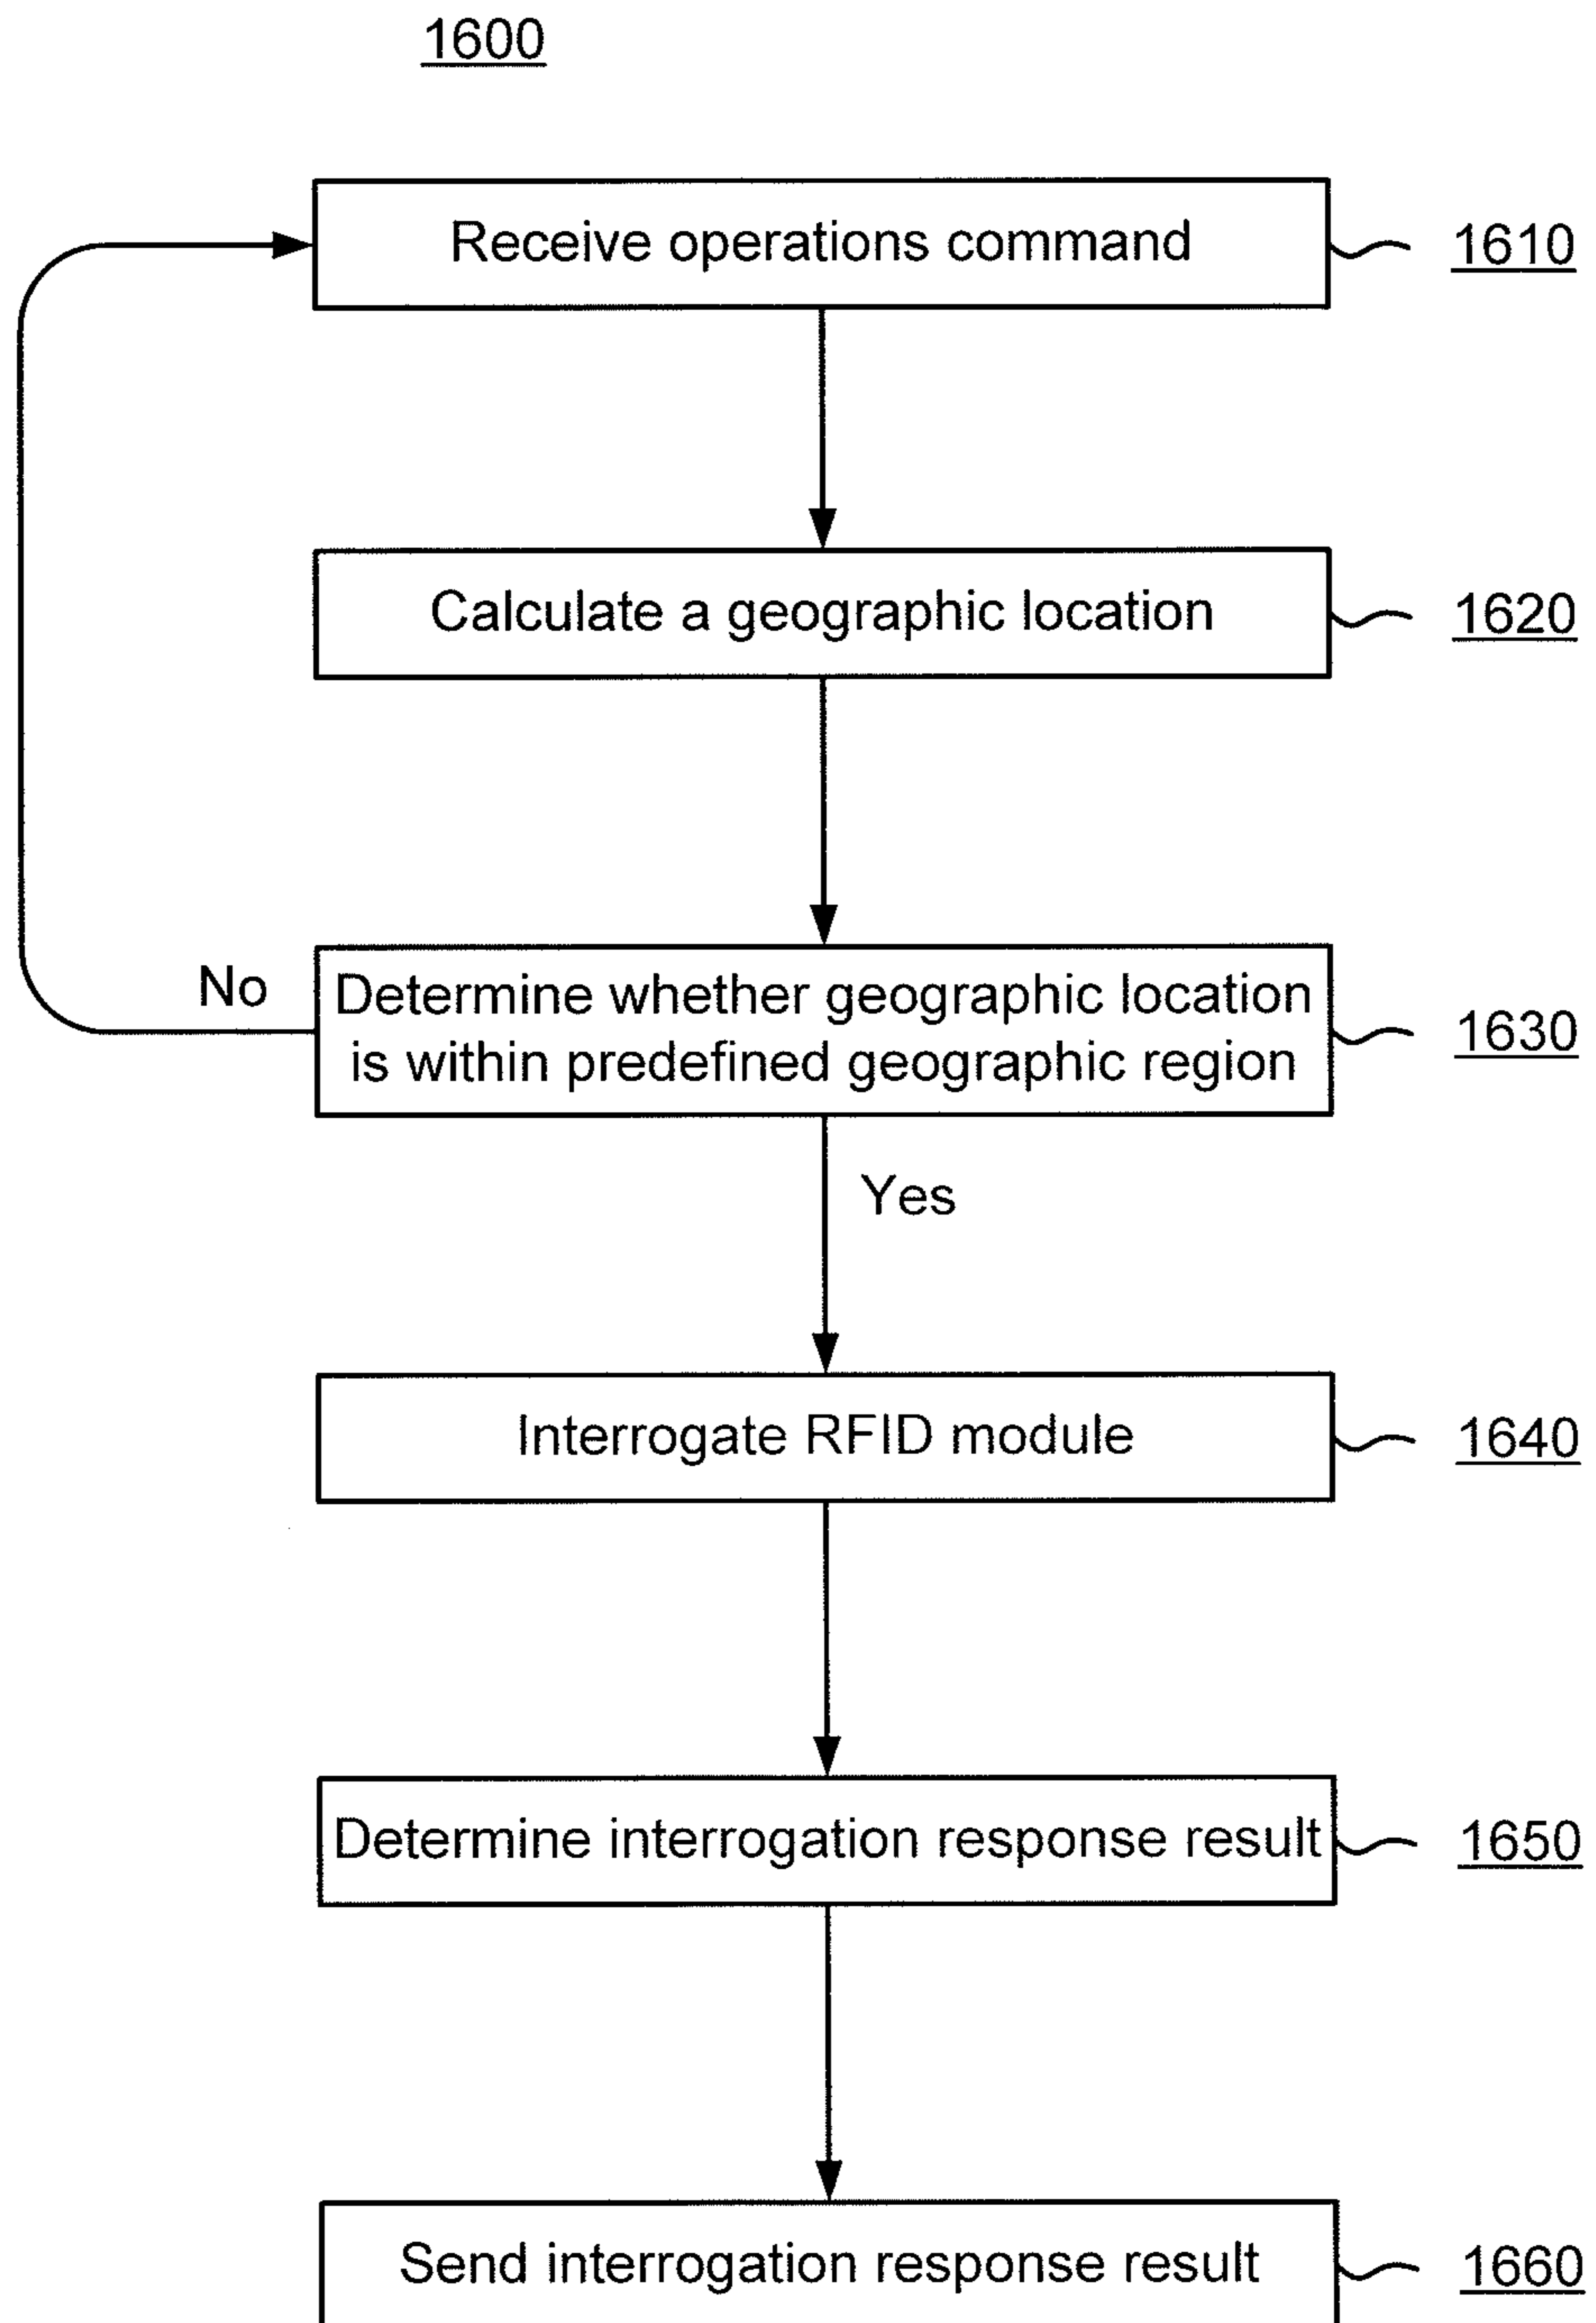 1600
Receive operations command
1610
Calculate a geographic location
1620
No
Determine whether geographic location
is within predefined geographic region
1630
Yes
Interrogate RFID module
1640
Determine interrogation response result
1650
Send interrogation response result
1660